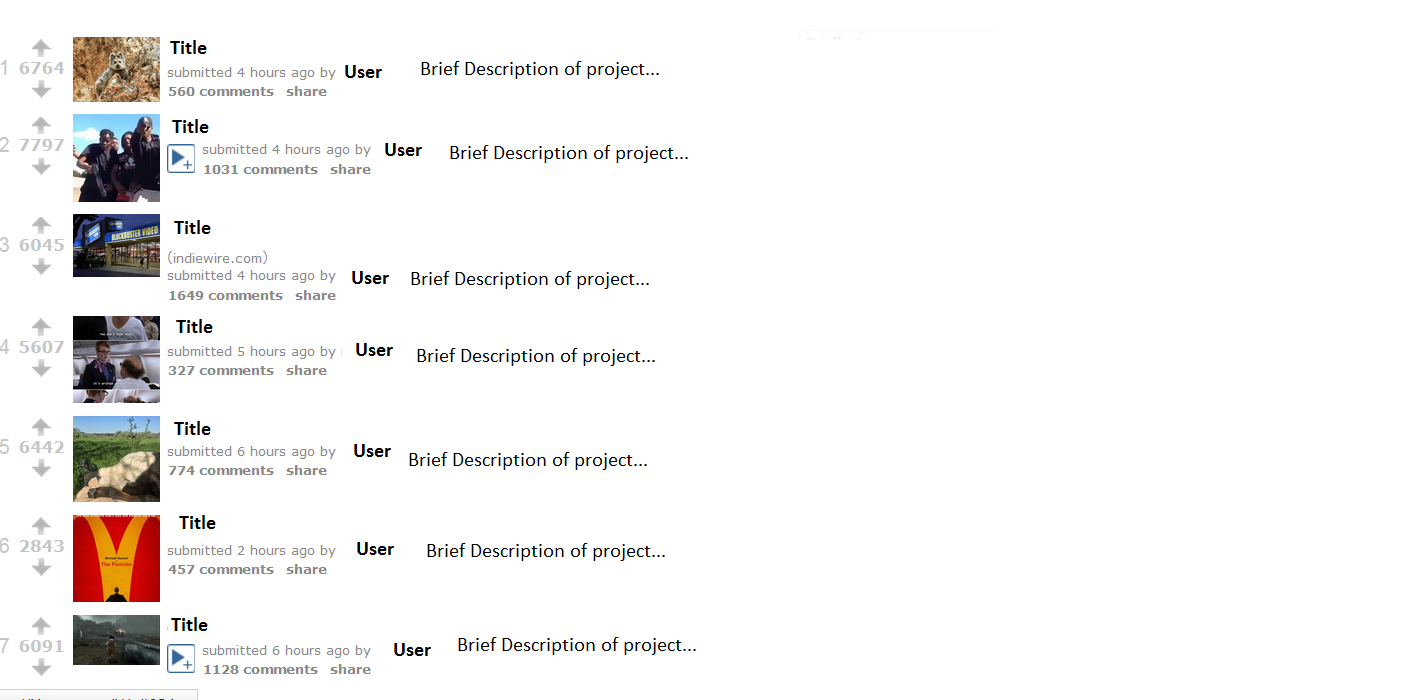 Title
1 6764 submitted 4 hours ago by User Brief Description of project...
560 comments share
Title
2 7797 submitted 4 hours ago by User Brief Description of project...
1031 comments share
BLOCKBUSTER VIDEO
Title
3 6045
(indiewire.com)
submitted 4 hours ago by User Brief Description of project...
1649 comments share
Title
4 5607 submitted 5 hours ago by User Brief Description of project...
327 comments share
Title
5 6442 submitted 6 hours ago by User Brief Description of project...
774 comments share
Title
6 2843 submitted 2 hours ago by User Brief Description of project...
The Founder
457 comments share
Title
7 6091 submitted 6 hours ago by User Brief Description of project...
1128 comments share